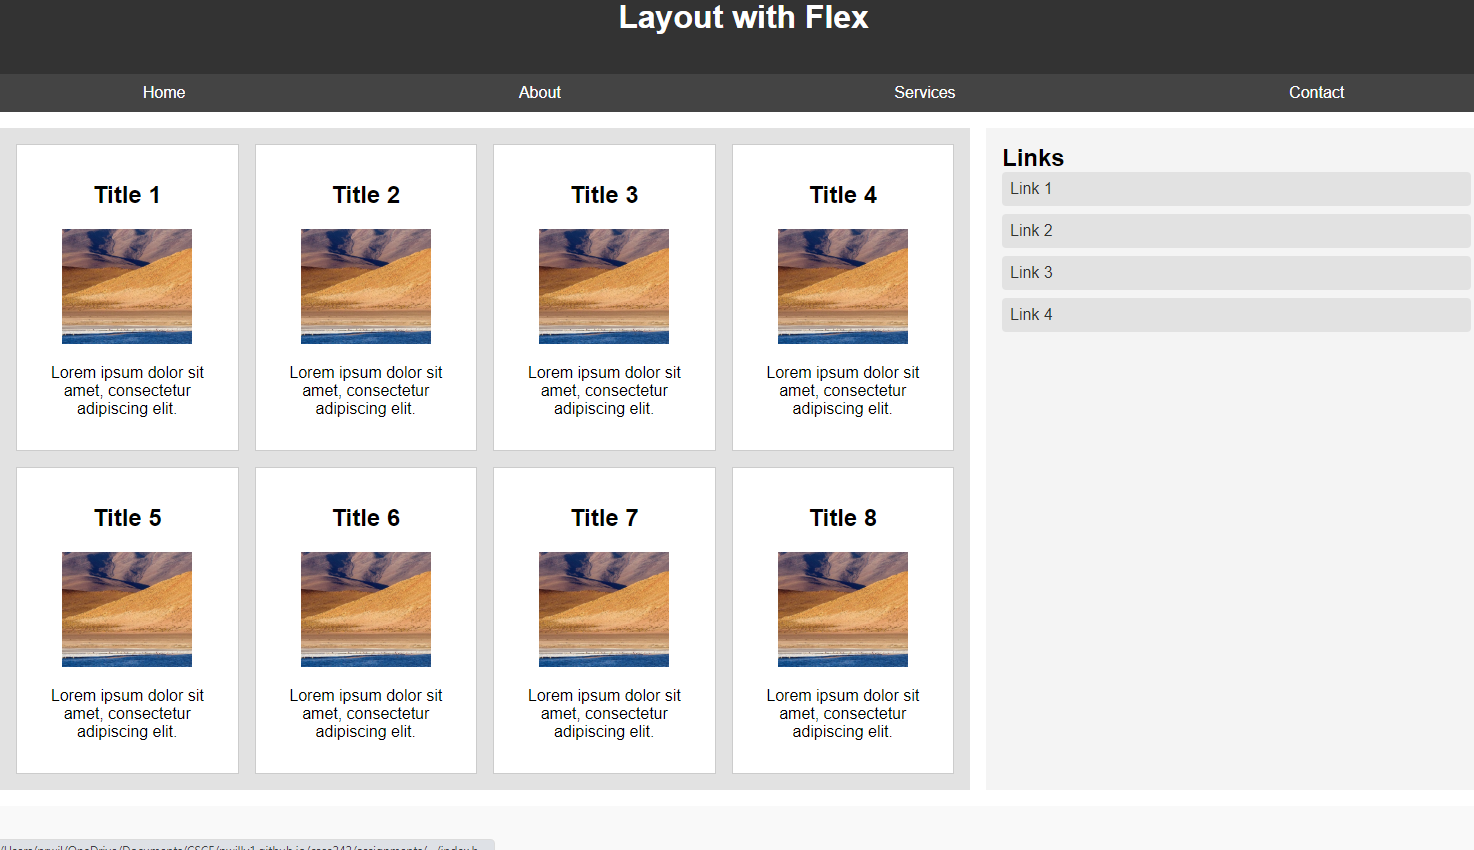 Layout with Flex
Home
About
Services
Contact
Title 1
Lorem ipsum dolor sit
amet, consectetur
adipiscing elit.
Title 2
Lorem ipsum dolor sit
amet, consectetur
adipiscing elit.
Title 3
Lorem ipsum dolor sit
amet, consectetur
adipiscing elit.
Title 4
Lorem ipsum dolor sit
amet, consectetur
adipiscing elit.
Title 5
Lorem ipsum dolor sit
amet, consectetur
adipiscing elit.
Title 6
Lorem ipsum dolor sit
amet, consectetur
adipiscing elit.
Title 7
Lorem ipsum dolor sit
amet, consectetur
adipiscing elit.
Title 8
Lorem ipsum dolor sit
amet, consectetur
adipiscing elit.
Links
Link 1
Link 2
Link 3
Link 4